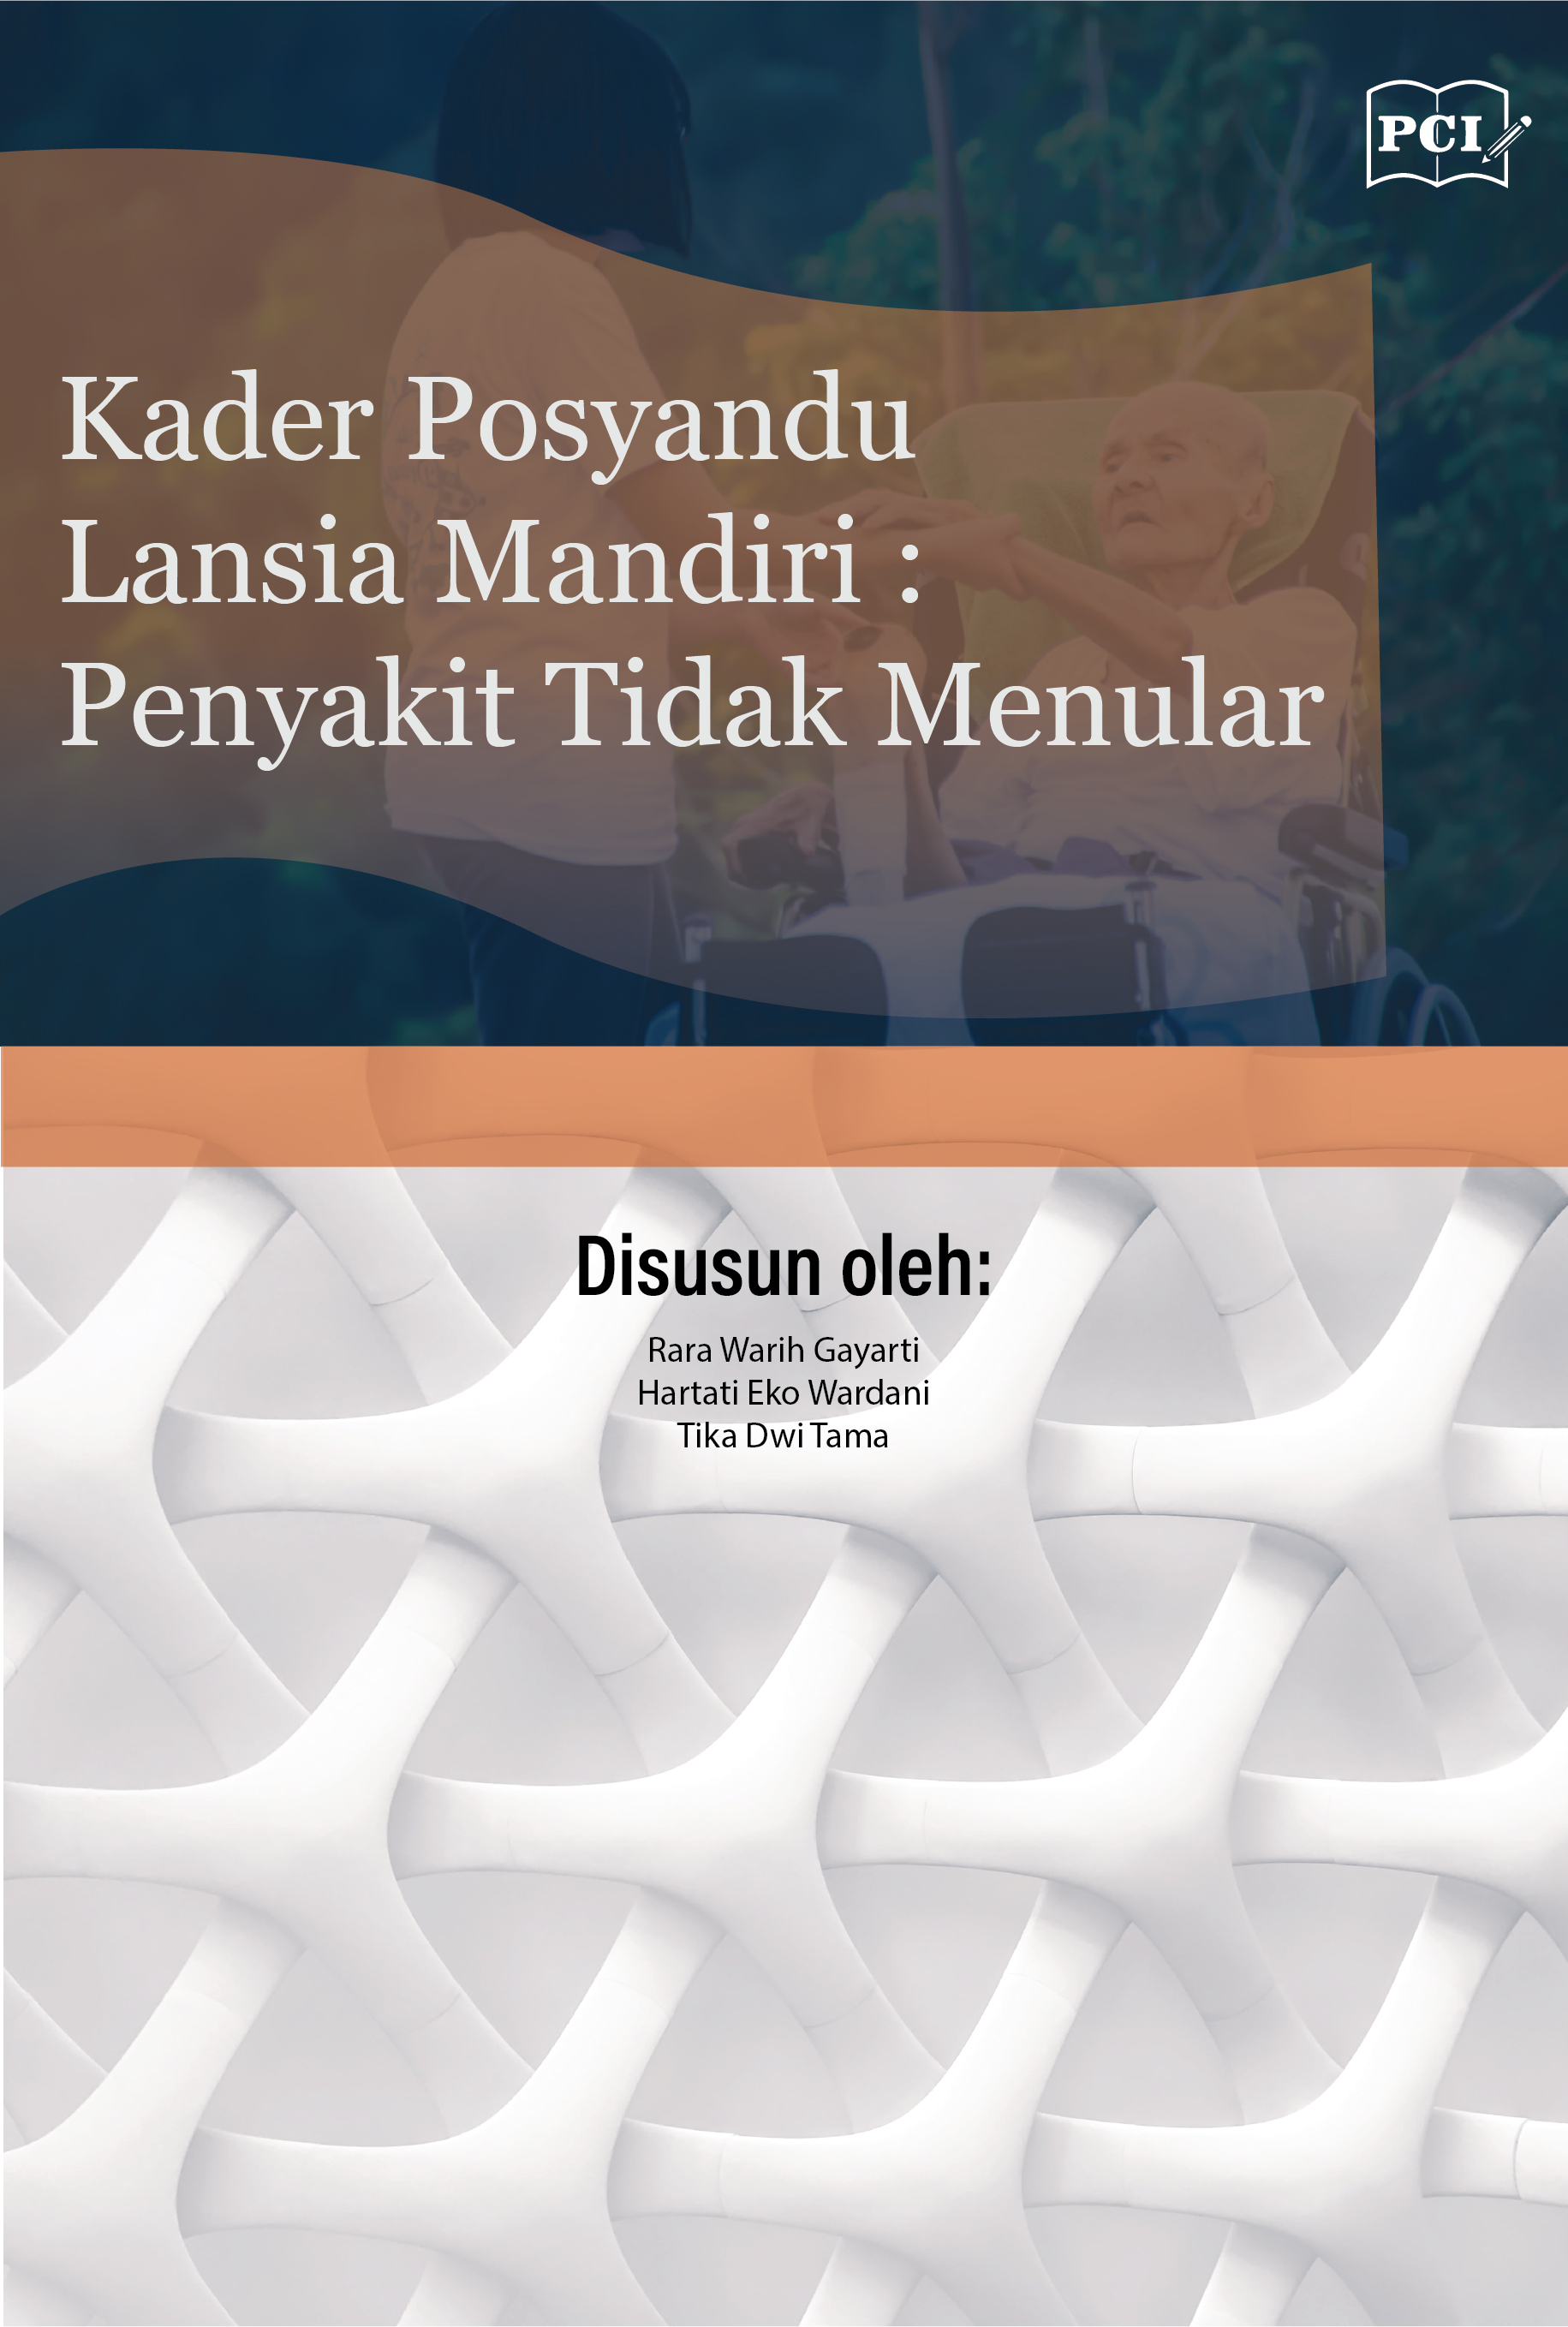 PCI
Kader Posyandu
Lansia Mandiri :
Penyakit Tidak Menular
Disusun oleh:
Rara Warih Gayarti
Hartati Eko Wardani
Tika Dwi Tama